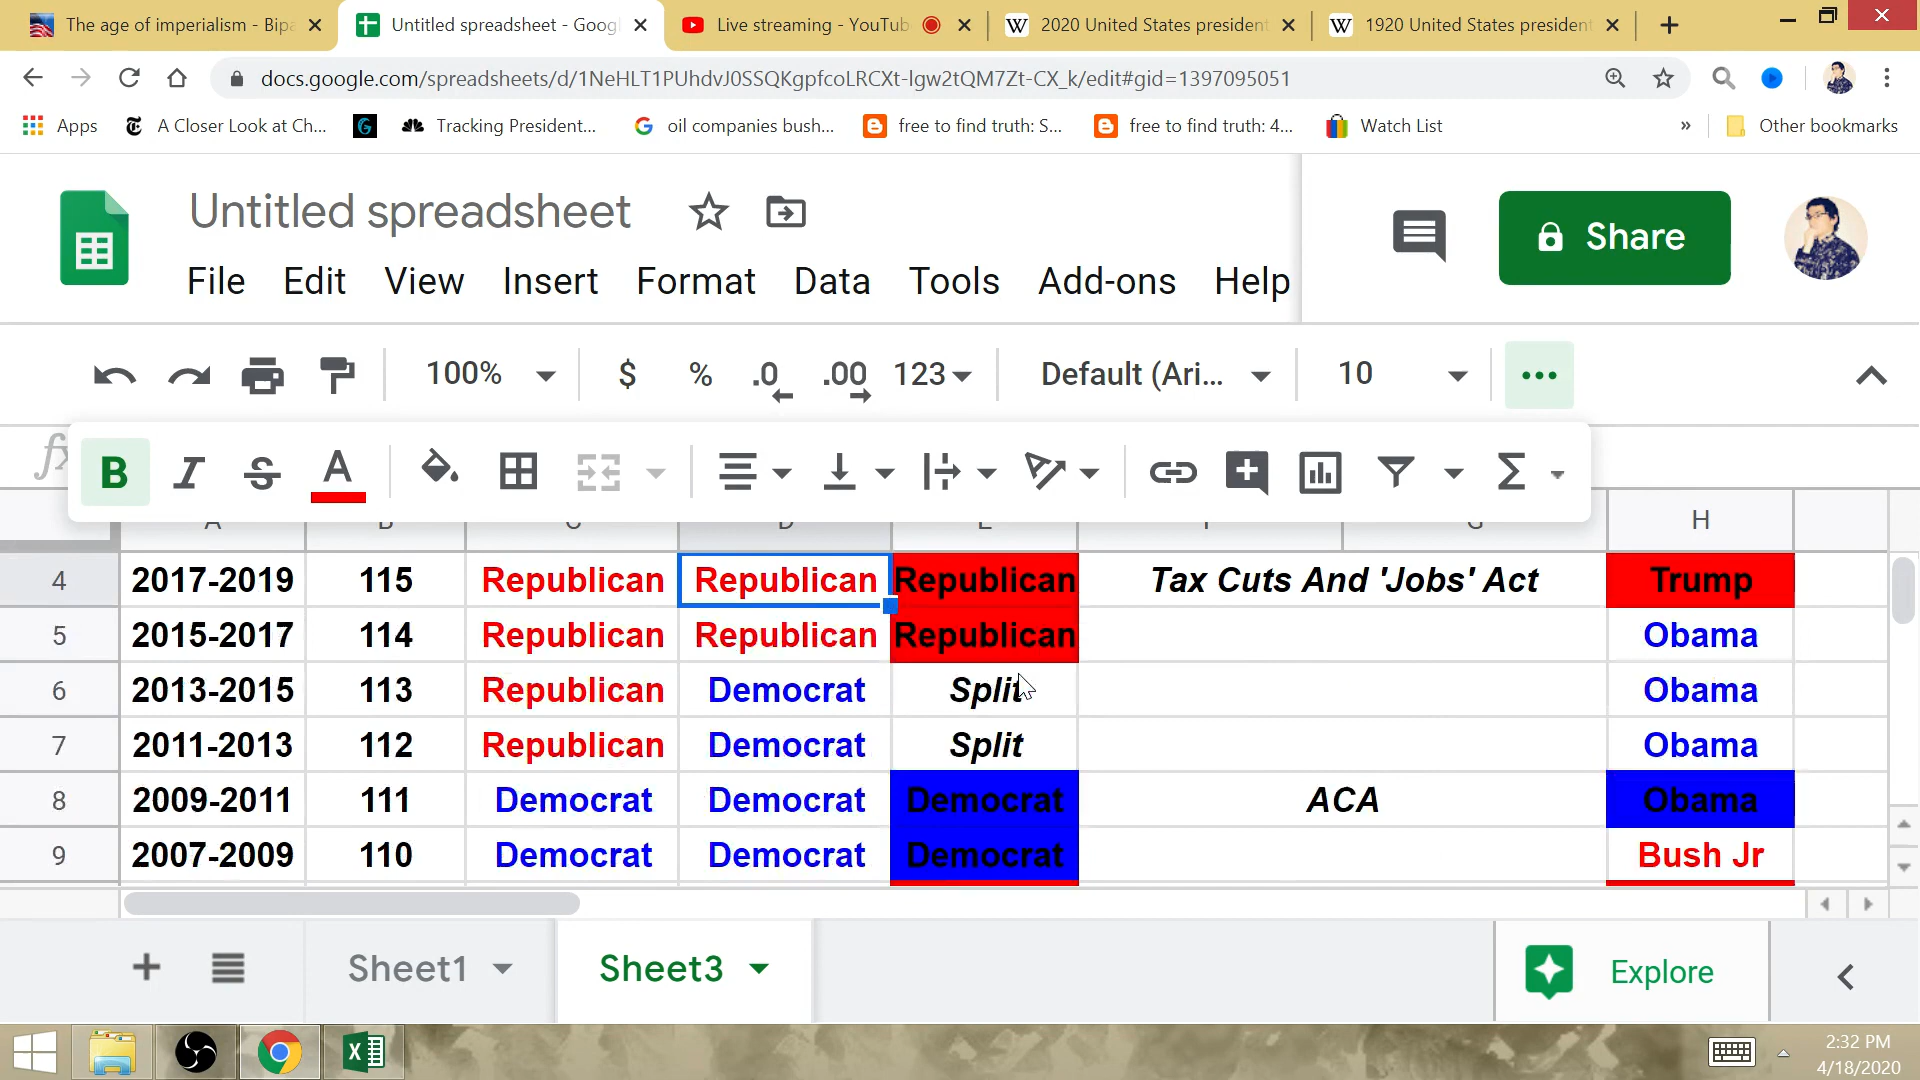 The age of imperialism - Bipa
Untitled spreadsheet - Googl
Live streaming - YouTub
2020 United States president
1920 United States president
docs.google.com/spreadsheets/d/1NeHLT1PUhdvJ0SSQKgpfcoLRCXt-lgw2tQM7Zt-CX_k/edit#gid=1397095051
Apps
A Closer Look at Ch...
Tracking President...
oil companies bush...
free to find truth: S...
free to find truth: 4...
Watch List
»
Other bookmarks
Untitled spreadsheet
Share
File Edit View Insert Format Data Tools Add-ons Help
100% $ % .0 .00 123 Default (Ari... 10
fx B I S A Σ
A B C D E F G H
4 2017-2019 115 Republican Republican Republican Tax Cuts And 'Jobs' Act Trump
5 2015-2017 114 Republican Republican Republican Obama
6 2013-2015 113 Republican Democrat Split Obama
7 2011-2013 112 Republican Democrat Split Obama
8 2009-2011 111 Democrat Democrat Democrat ACA Obama
9 2007-2009 110 Democrat Democrat Democrat Bush Jr
Sheet1 Sheet3 Explore
2:32 PM
4/18/2020